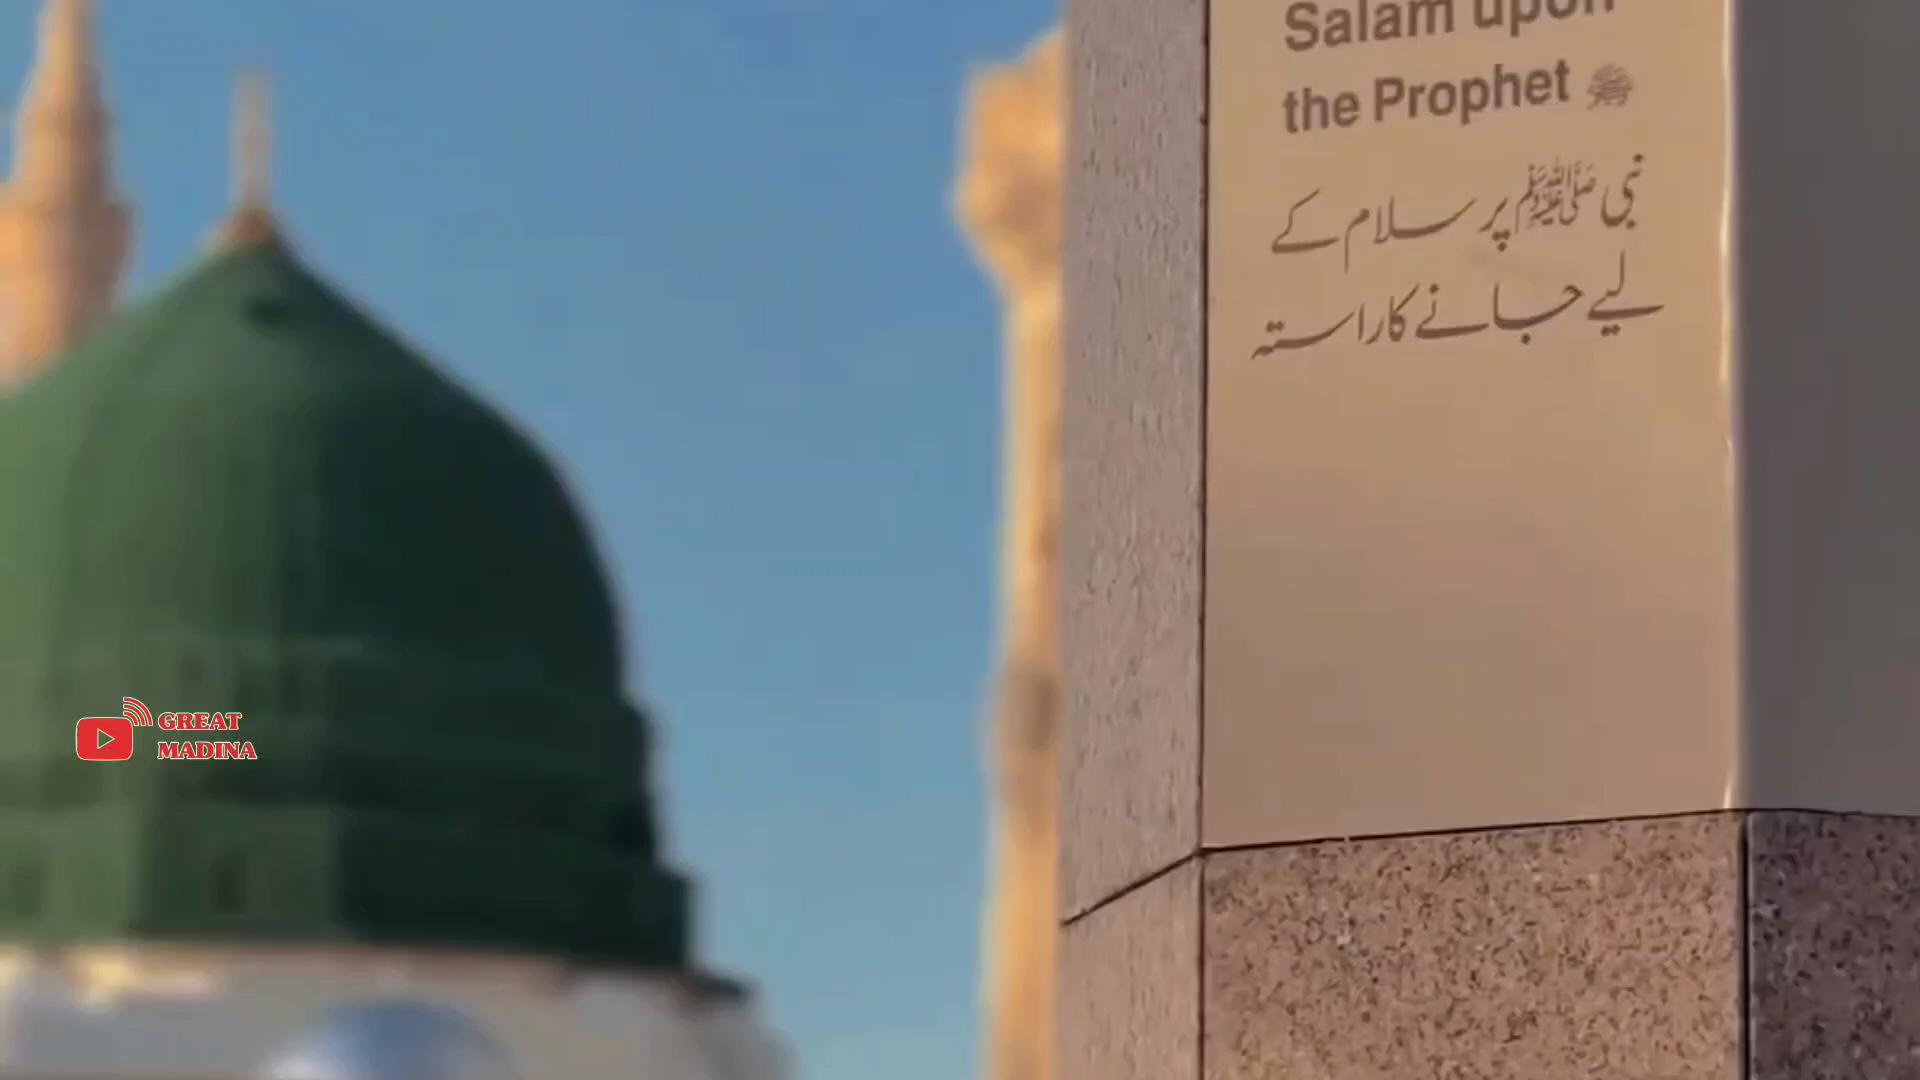 Salam upon
the Prophet ﷺ
نبی ﷺ پر سلام کے
لیے جانے کا راستہ
GREAT
MADINA